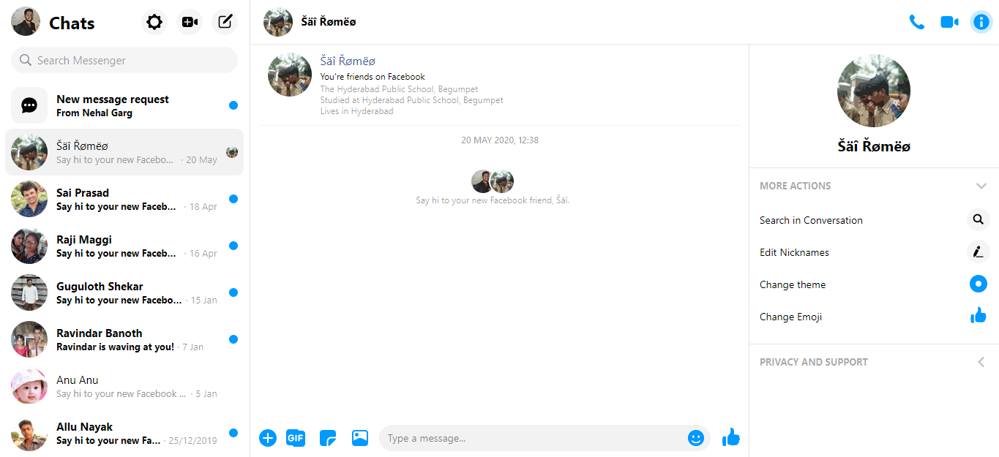 Chats
Search Messenger
New message request
From Nehal Garg
Šäî Řømëø
Say hi to your new Facebo... · 20 May
Sai Prasad
Say hi to your new Faceb... · 18 Apr
Raji Maggi
Say hi to your new Faceb... · 16 Apr
Guguloth Shekar
Say hi to your new Facebo... · 15 Jan
Ravindar Banoth
Ravindar is waving at you! · 7 Jan
Anu Anu
Say hi to your new Facebook ... · 5 Jan
Allu Nayak
Say hi to your new Fa... · 25/12/2019
Šäî Řømëø
Šäî Řømëø
You're friends on Facebook
The Hyderabad Public School, Begumpet
Studied at Hyderabad Public School, Begumpet
Lives in Hyderabad
20 MAY 2020, 12:38
Say hi to your new Facebook friend, Šäî.
GIF
Type a message...
Šäî Řømëø
MORE ACTIONS
Search in Conversation
Edit Nicknames
Change theme
Change Emoji
PRIVACY AND SUPPORT